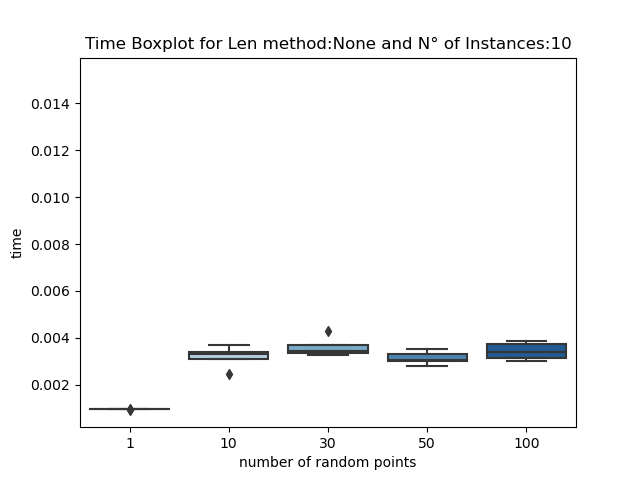 Time Boxplot for Len method:None and N° of Instances:10
0.014
0.012
0.010
0.008
0.006
0.004
0.002
time
1 10 30 50 100
number of random points